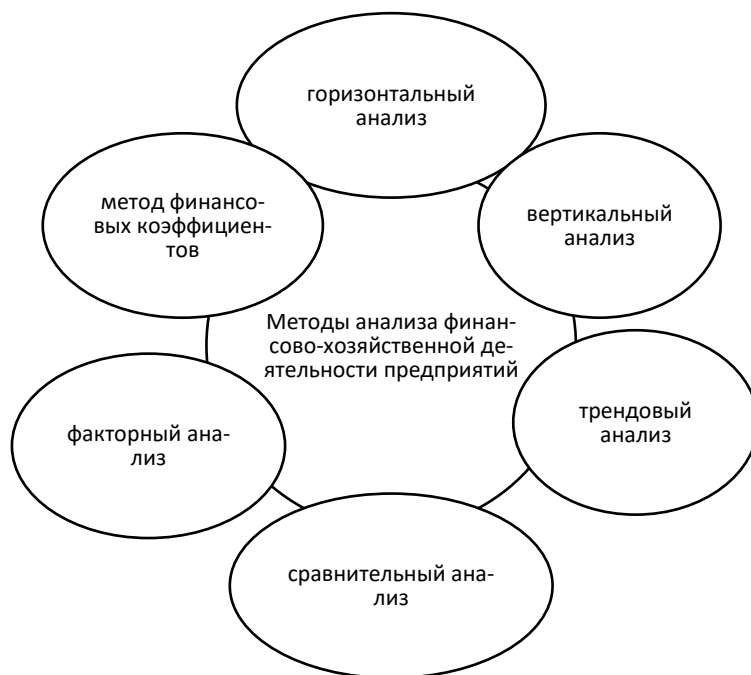 горизонтальный
анализ
метод финансо-
вых коэффициен-
тов
вертикальный
анализ
Методы анализа финан-
сово-хозяйственной де-
ятельности предприятий
факторный ана-
лиз
трендовый
анализ
сравнительный ана-
лиз